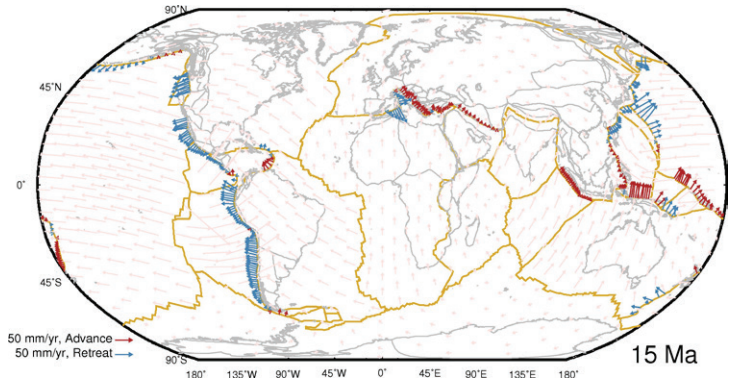 90˚N
45˚N
0˚
45˚S
50 mm/yr, Advance
50 mm/yr, Retreat
15 Ma
90˚S
180˚ 135˚W 90˚W 45˚W 0˚ 45˚E 90˚E 135˚E 180˚